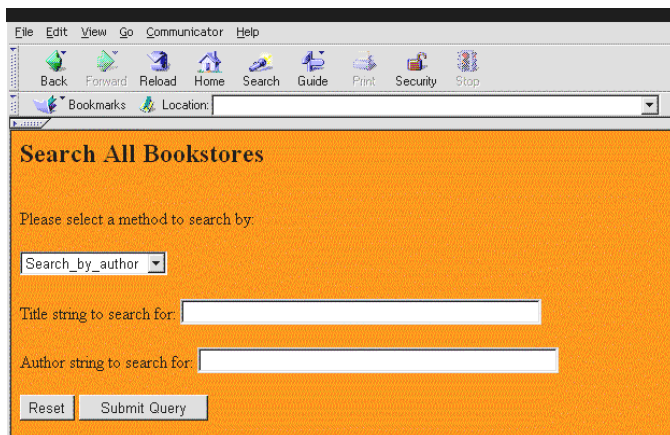 File Edit View Go Communicator Help
Back Forward Reload Home Search Guide Print Security Stop
Bookmarks Location:
Search All Bookstores
Please select a method to search by:
Search_by_author
Title string to search for:
Author string to search for:
Reset Submit Query